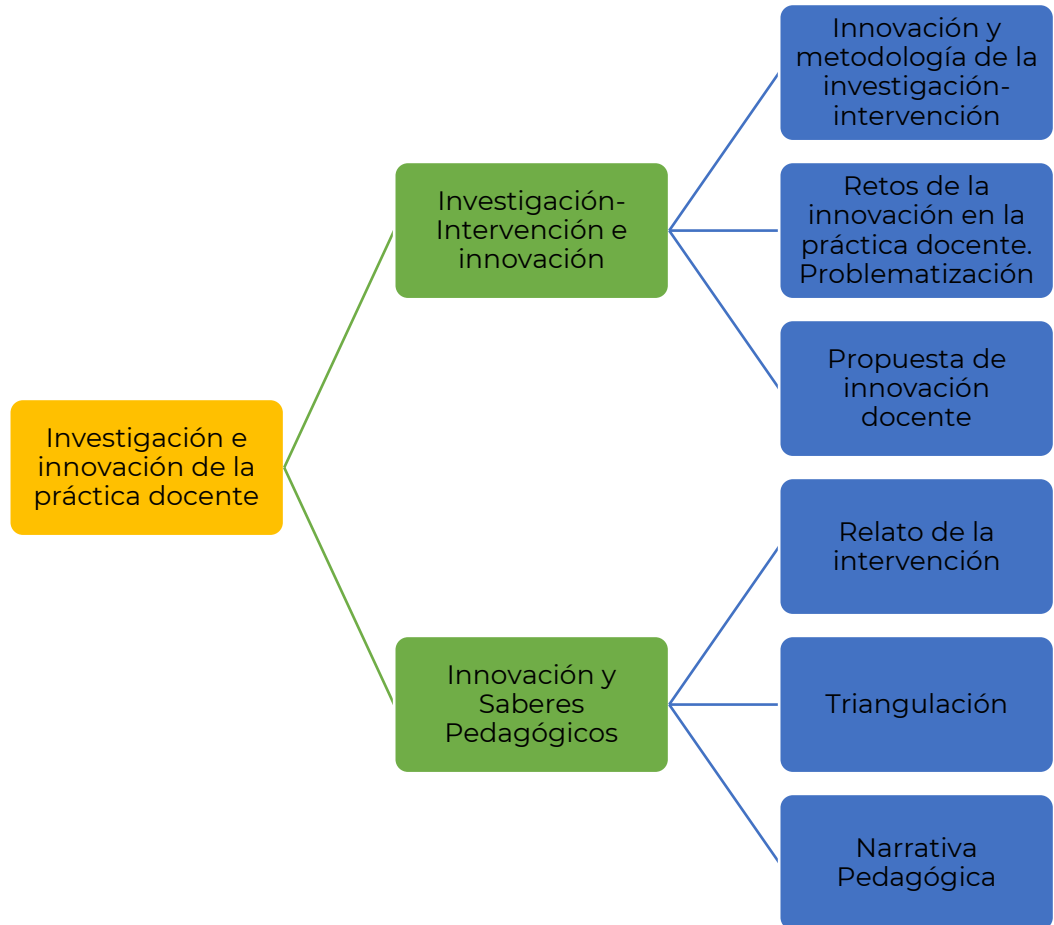 Investigación e
innovación de la
práctica docente
Investigación-
Intervención e
innovación
Innovación y
metodología de la
investigación-
intervención
Retos de la
innovación en la
práctica docente.
Problematización
Propuesta de
innovación
docente
Innovación y
Saberes
Pedagógicos
Relato de la
intervención
Triangulación
Narrativa
Pedagógica